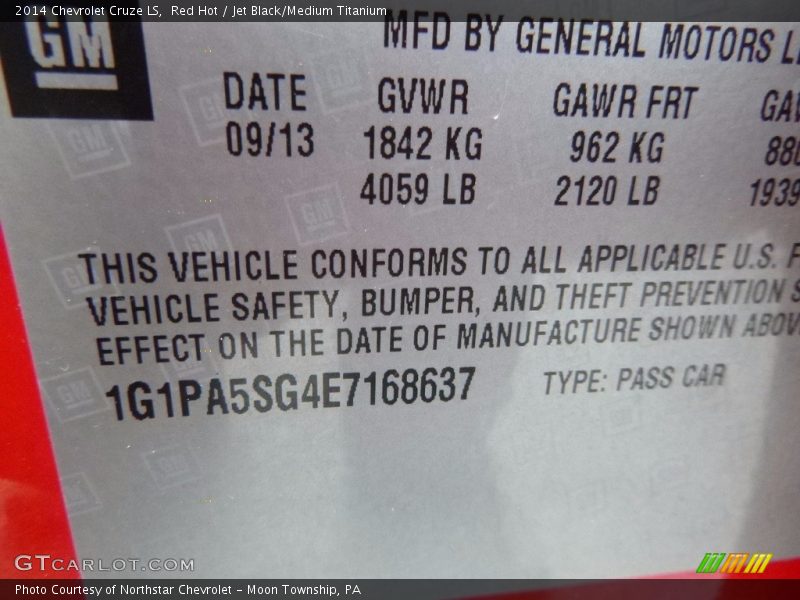 2014 Chevrolet Cruze LS, Red Hot / Jet Black/Medium Titanium
GM
MFD BY GENERAL MOTORS
DATE GVWR GAWR FRT
09/13 1842 KG 962 KG
4059 LB 2120 LB 1939
THIS VEHICLE CONFORMS TO ALL APPLICABLE U.S.
VEHICLE SAFETY, BUMPER, AND THEFT PREVENTION
EFFECT ON THE DATE OF MANUFACTURE SHOWN
1G1PA5SG4E7168637 TYPE: PASS CAR
GTCARLOT.COM
Photo Courtesy of Northstar Chevrolet – Moon Township, PA